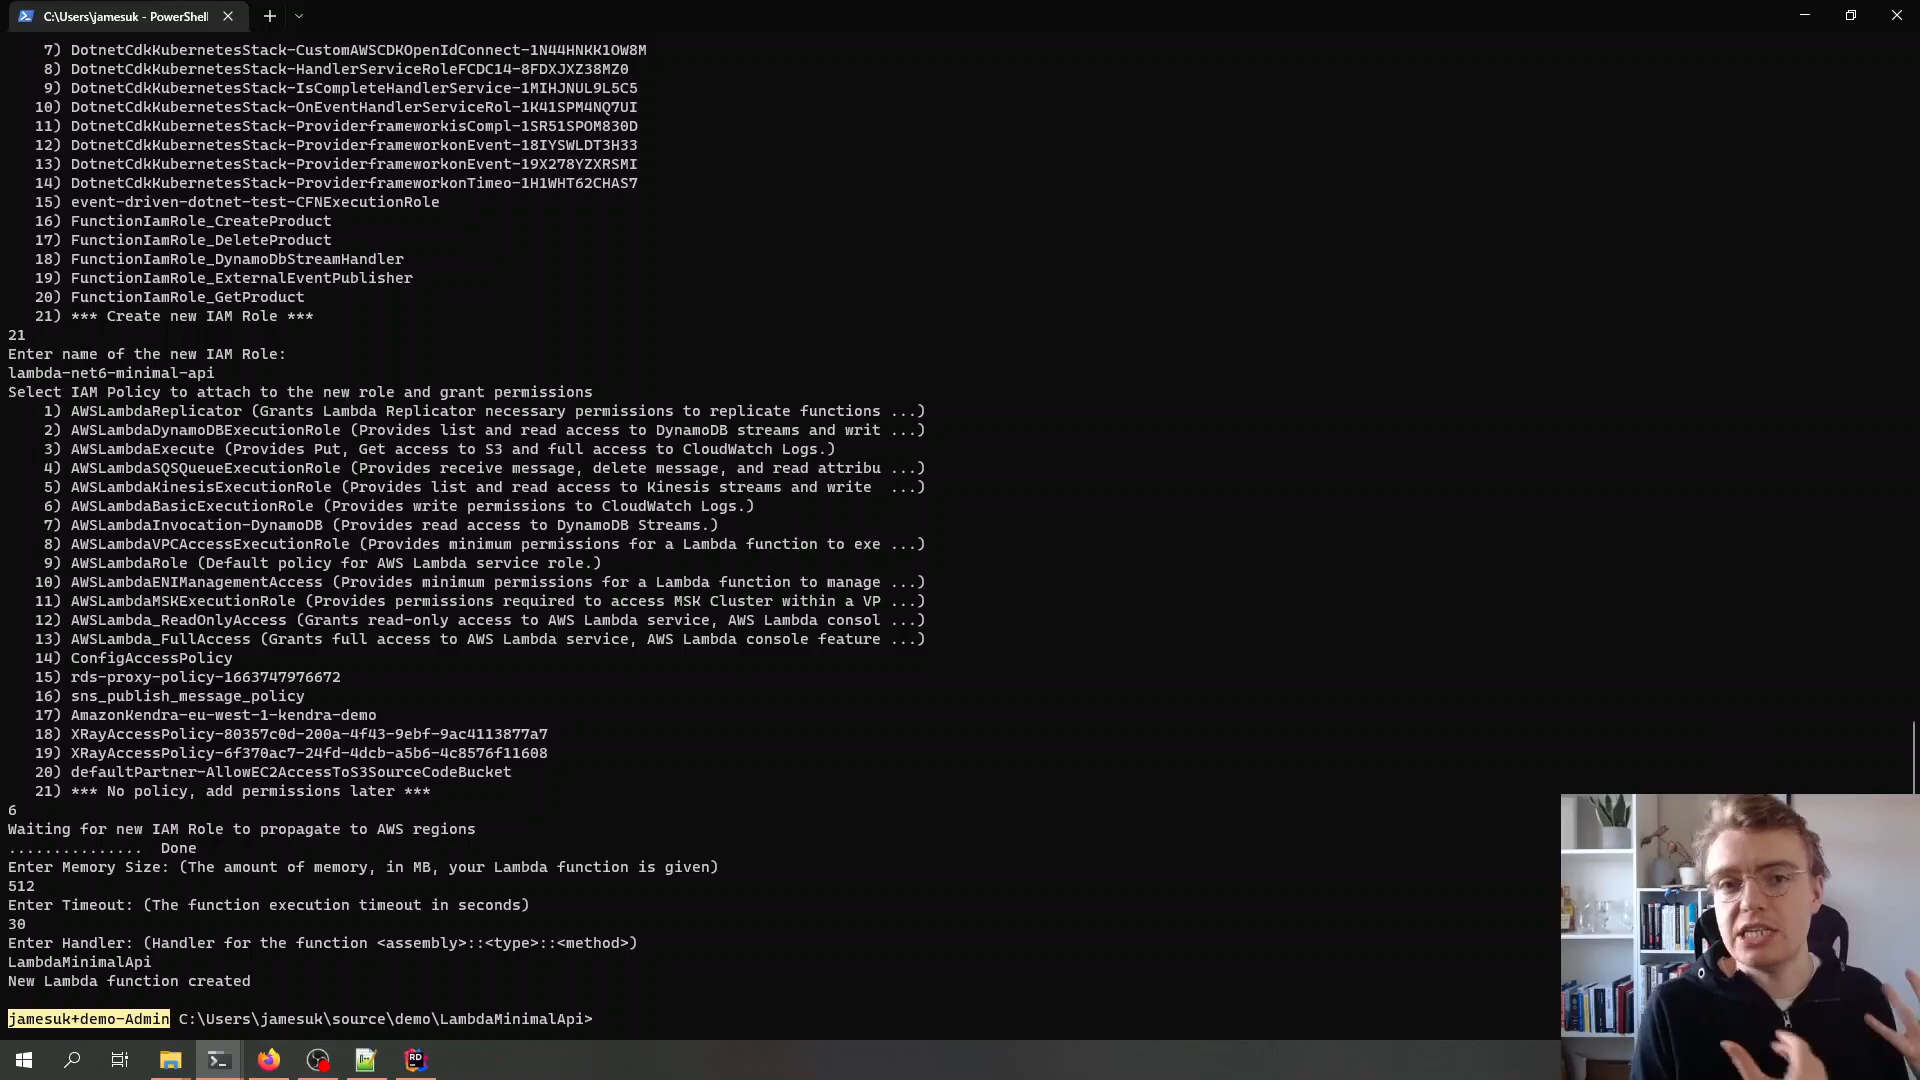 C:\Users\jamesuk - PowerShell
7) DotnetCdkKubernetesStack-CustomAWSCDKOpenIdConnect-1N44HNKK1OW8M
8) DotnetCdkKubernetesStack-HandlerServiceRoleFCDC14-8FDXJXZ38MZ0
9) DotnetCdkKubernetesStack-IsCompleteHandlerService-1MIHJNUL9L5C5
10) DotnetCdkKubernetesStack-OnEventHandlerServiceRol-1K41SPM4NQ7UI
11) DotnetCdkKubernetesStack-ProviderframeworkisCompl-1SR51SPOM830D
12) DotnetCdkKubernetesStack-ProviderframeworkonEvent-18IYSWLDT3H33
13) DotnetCdkKubernetesStack-ProviderframeworkonEvent-19X278YZXRSMI
14) DotnetCdkKubernetesStack-ProviderframeworkonTimeo-1H1WHT62CHAS7
15) event-driven-dotnet-test-CFNExecutionRole
16) FunctionIamRole_CreateProduct
17) FunctionIamRole_DeleteProduct
18) FunctionIamRole_DynamoDbStreamHandler
19) FunctionIamRole_ExternalEventPublisher
20) FunctionIamRole_GetProduct
21) *** Create new IAM Role ***
21
Enter name of the new IAM Role:
lambda-net6-minimal-api
Select IAM Policy to attach to the new role and grant permissions
1) AWSLambdaReplicator (Grants Lambda Replicator necessary permissions to replicate functions ...)
2) AWSLambdaDynamoDBExecutionRole (Provides list and read access to DynamoDB streams and writ ...)
3) AWSLambdaExecute (Provides Put, Get access to S3 and full access to CloudWatch Logs.)
4) AWSLambdaSQSQueueExecutionRole (Provides receive message, delete message, and read attribu ...)
5) AWSLambdaKinesisExecutionRole (Provides list and read access to Kinesis streams and write  ...)
6) AWSLambdaBasicExecutionRole (Provides write permissions to CloudWatch Logs.)
7) AWSLambdaInvocation-DynamoDB (Provides read access to DynamoDB Streams.)
8) AWSLambdaVPCAccessExecutionRole (Provides minimum permissions for a Lambda function to exe ...)
9) AWSLambdaRole (Default policy for AWS Lambda service role.)
10) AWSLambdaENIManagementAccess (Provides minimum permissions for a Lambda function to manage ...)
11) AWSLambdaMSKExecutionRole (Provides permissions required to access MSK Cluster within a VP ...)
12) AWSLambda_ReadOnlyAccess (Grants read-only access to AWS Lambda service, AWS Lambda consol ...)
13) AWSLambda_FullAccess (Grants full access to AWS Lambda service, AWS Lambda console feature ...)
14) ConfigAccessPolicy
15) rds-proxy-policy-1663747976672
16) sns_publish_message_policy
17) AmazonKendra-eu-west-1-kendra-demo
18) XRayAccessPolicy-80357c0d-200a-4f43-9ebf-9ac4113877a7
19) XRayAccessPolicy-6f370ac7-24fd-4dcb-a5b6-4c8576f11608
20) defaultPartner-AllowEC2AccessToS3SourceCodeBucket
21) *** No policy, add permissions later ***
6
Waiting for new IAM Role to propagate to AWS regions
...............  Done
Enter Memory Size: (The amount of memory, in MB, your Lambda function is given)
512
Enter Timeout: (The function execution timeout in seconds)
30
Enter Handler: (Handler for the function <assembly>::<type>::<method>)
LambdaMinimalApi
New Lambda function created
jamesuk+demo-Admin C:\Users\jamesuk\source\demo\LambdaMinimalApi>
RD